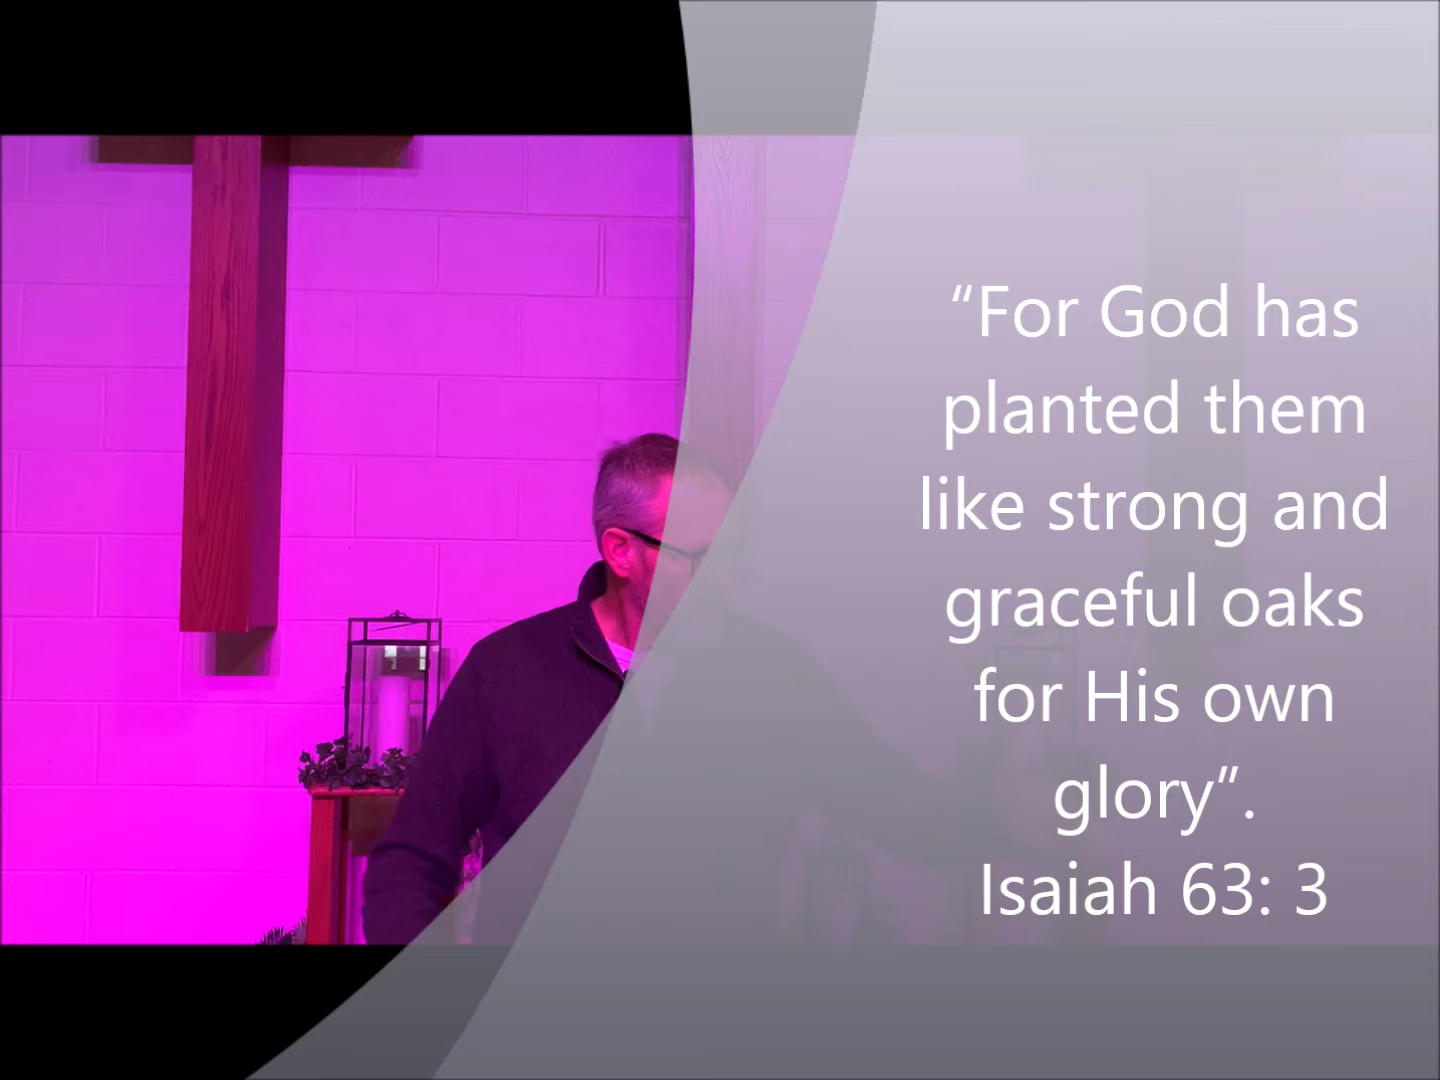 “For God has
planted them
like strong and
graceful oaks
for His own
glory”.
Isaiah 63: 3